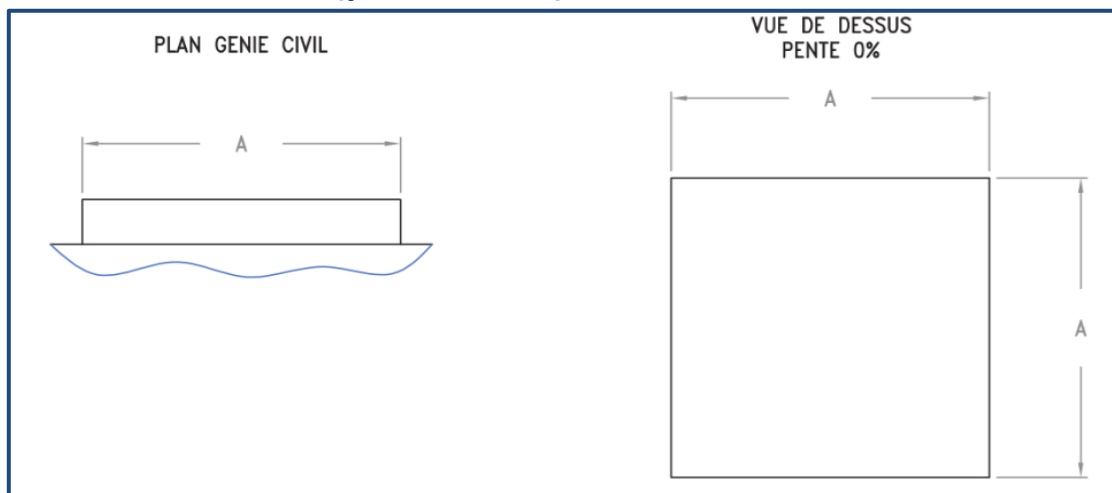 PLAN GENIE CIVIL
VUE DE DESSUS
PENTE 0%
A
A
A